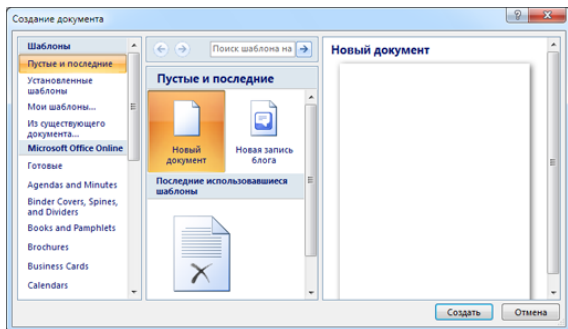 Создание документа
Шаблоны
Пустые и последние
Установленные
шаблоны
Мои шаблоны...
Из существующего
документа...
Microsoft Office Online
Готовые
Agendas and Minutes
Binder Covers, Spines,
and Dividers
Books and Pamphlets
Brochures
Business Cards
Calendars
Поиск шаблона на
Пустые и последние
Новый
документ
Новая запись
блога
Последние использовавшиеся
шаблоны
Новый документ
Создать
Отмена